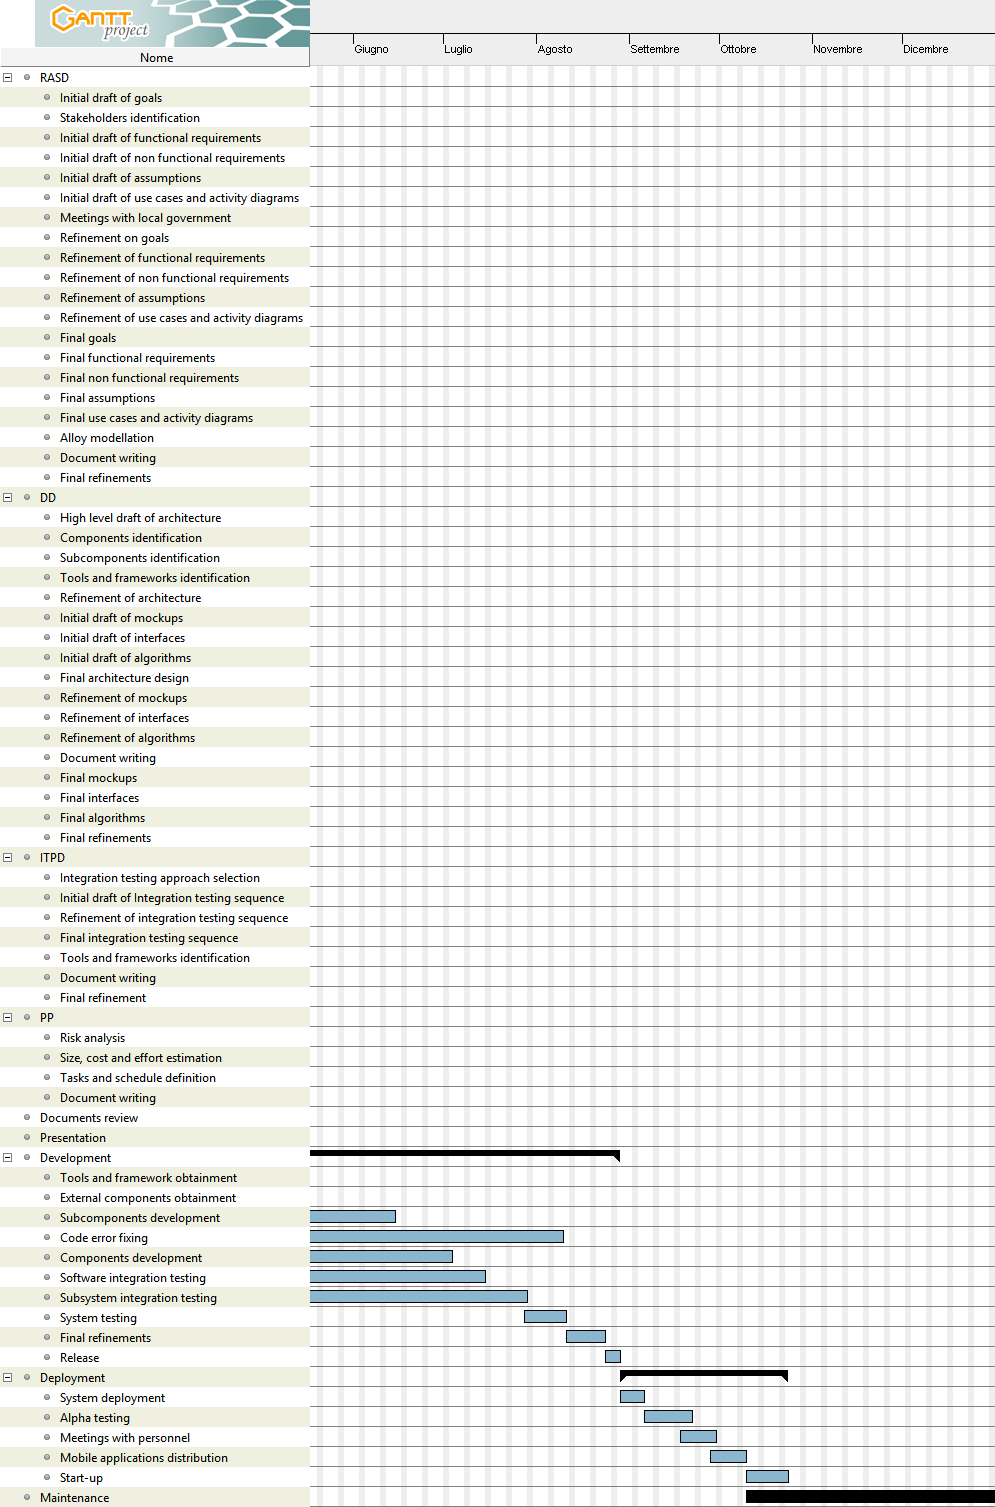 GANTT
project
Nome
Giugno Luglio Agosto Settembre Ottobre Novembre Dicembre
RASD
Initial draft of goals
Stakeholders identification
Initial draft of functional requirements
Initial draft of non functional requirements
Initial draft of assumptions
Initial draft of use cases and activity diagrams
Meetings with local government
Refinement on goals
Refinement of functional requirements
Refinement of non functional requirements
Refinement of assumptions
Refinement of use cases and activity diagrams
Final goals
Final functional requirements
Final non functional requirements
Final assumptions
Final use cases and activity diagrams
Alloy modellation
Document writing
Final refinements
DD
High level draft of architecture
Components identification
Subcomponents identification
Tools and frameworks identification
Refinement of architecture
Initial draft of mockups
Initial draft of interfaces
Initial draft of algorithms
Final architecture design
Refinement of mockups
Refinement of interfaces
Refinement of algorithms
Document writing
Final mockups
Final interfaces
Final algorithms
Final refinements
ITPD
Integration testing approach selection
Initial draft of Integration testing sequence
Refinement of integration testing sequence
Final integration testing sequence
Tools and frameworks identification
Document writing
Final refinement
PP
Risk analysis
Size, cost and effort estimation
Tasks and schedule definition
Document writing
Documents review
Presentation
Development
Tools and framework obtainment
External components obtainment
Subcomponents development
Code error fixing
Components development
Software integration testing
Subsystem integration testing
System testing
Final refinements
Release
Deployment
System deployment
Alpha testing
Meetings with personnel
Mobile applications distribution
Start-up
Maintenance